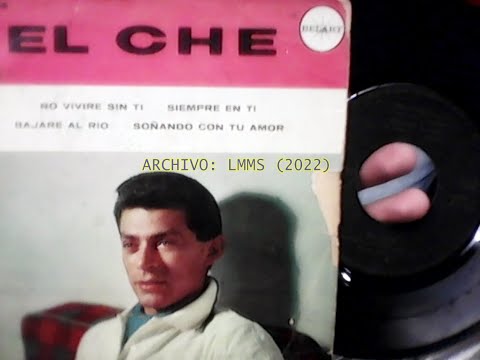 EL CHE
BELART
NO VIVIRE SIN TI SIEMPRE EN TI
BAJARE AL RIO SOÑANDO CON TU AMOR
ARCHIVO: LMMS (2022)